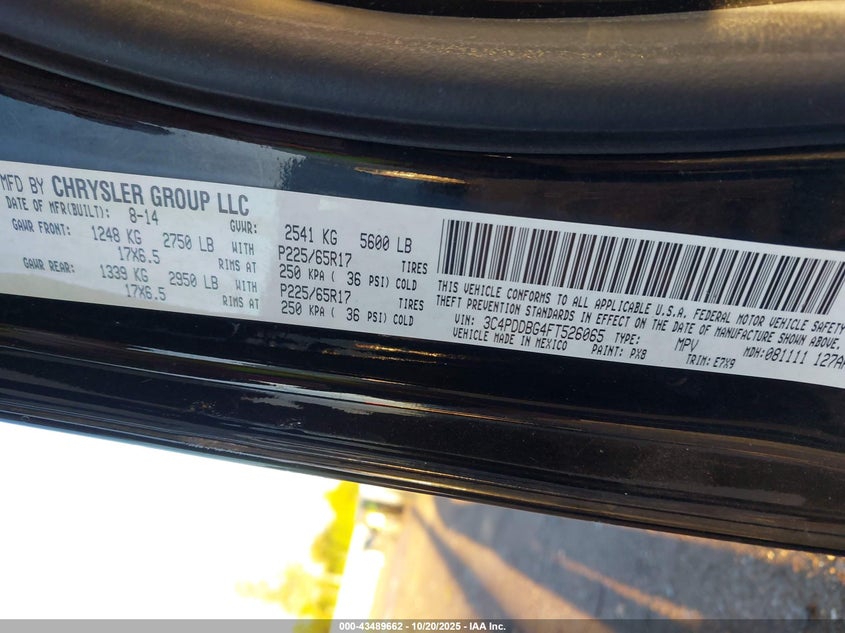 MFD BY CHRYSLER GROUP LLC
DATE OF MFR(BUILT): 8-14 GVWR: 2541 KG 5600 LB
GAWR FRONT: 1248 KG 2750 LB WITH P225/65R17 TIRES
17X6.5 RIMS AT 250 KPA ( 36 PSI) COLD
GAWR REAR: 1339 KG 2950 LB WITH P225/65R17 TIRES
17X6.5 RIMS AT 250 KPA ( 36 PSI) COLD
THIS VEHICLE CONFORMS TO ALL APPLICABLE U.S.A. FEDERAL MOTOR VEHICLE SAFETY
THEFT PREVENTION STANDARDS IN EFFECT ON THE DATE OF MANUFACTURE SHOWN ABOVE.
VIN: 3C4PDDBG4FT526065 TYPE: MPV MDH:081111 127A
VEHICLE MADE IN MEXICO PAINT: PX8 TRIM: E7X9
000-43489662 - 10/20/2025 - IAA Inc.